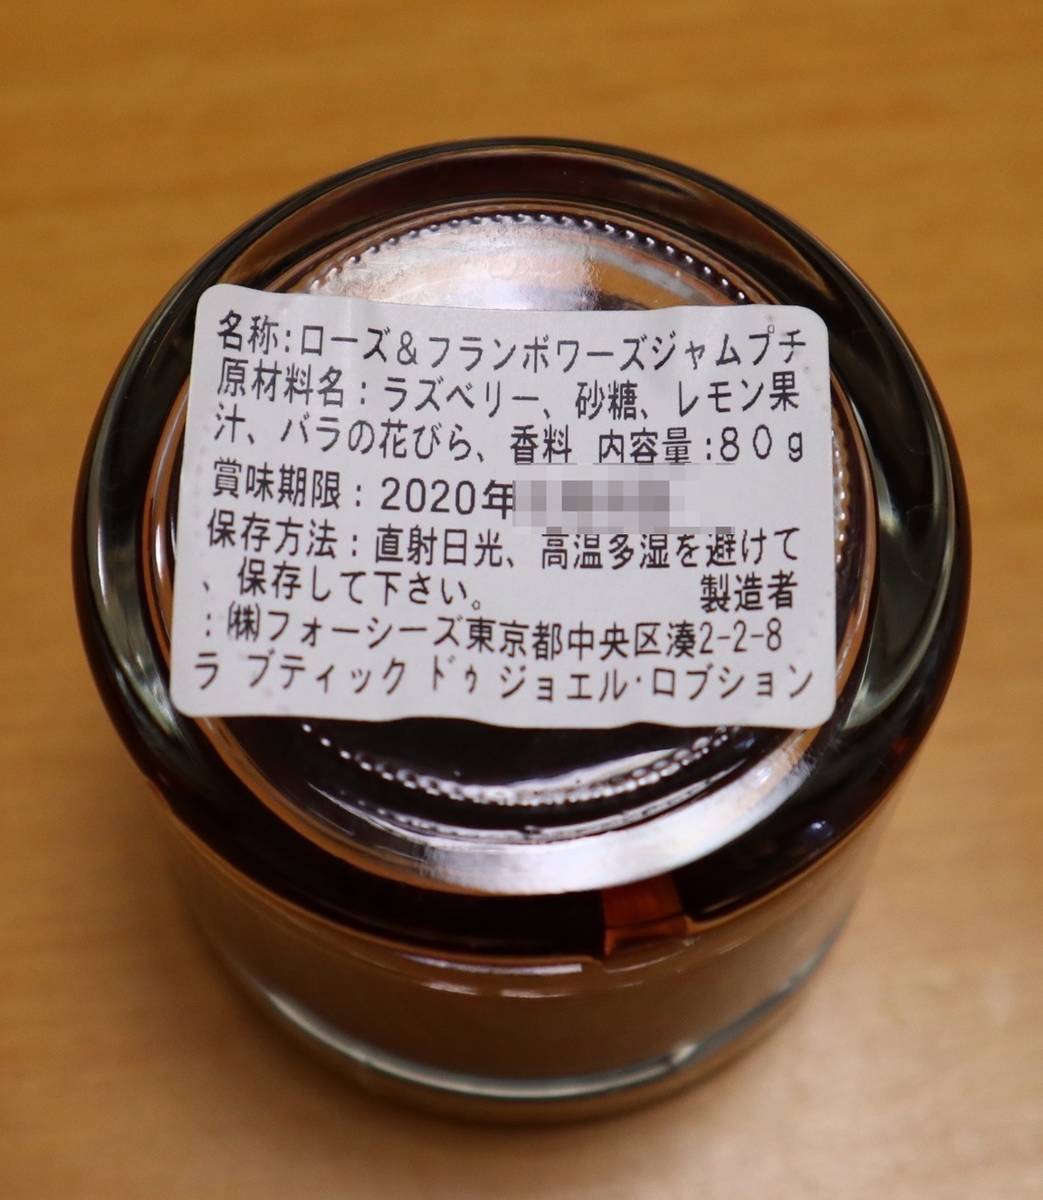 名称:ローズ&フランボワーズジャムプチ
原材料名:ラズベリー、砂糖、レモン果
汁、バラの花びら、香料 内容量:80g
賞味期限:2020年
保存方法:直射日光、高温多湿を避けて
、保存して下さい。 製造者
:㈱フォーシーズ東京都中央区湊2-2-8
ラ ブティック ドゥ ジョエル・ロブション